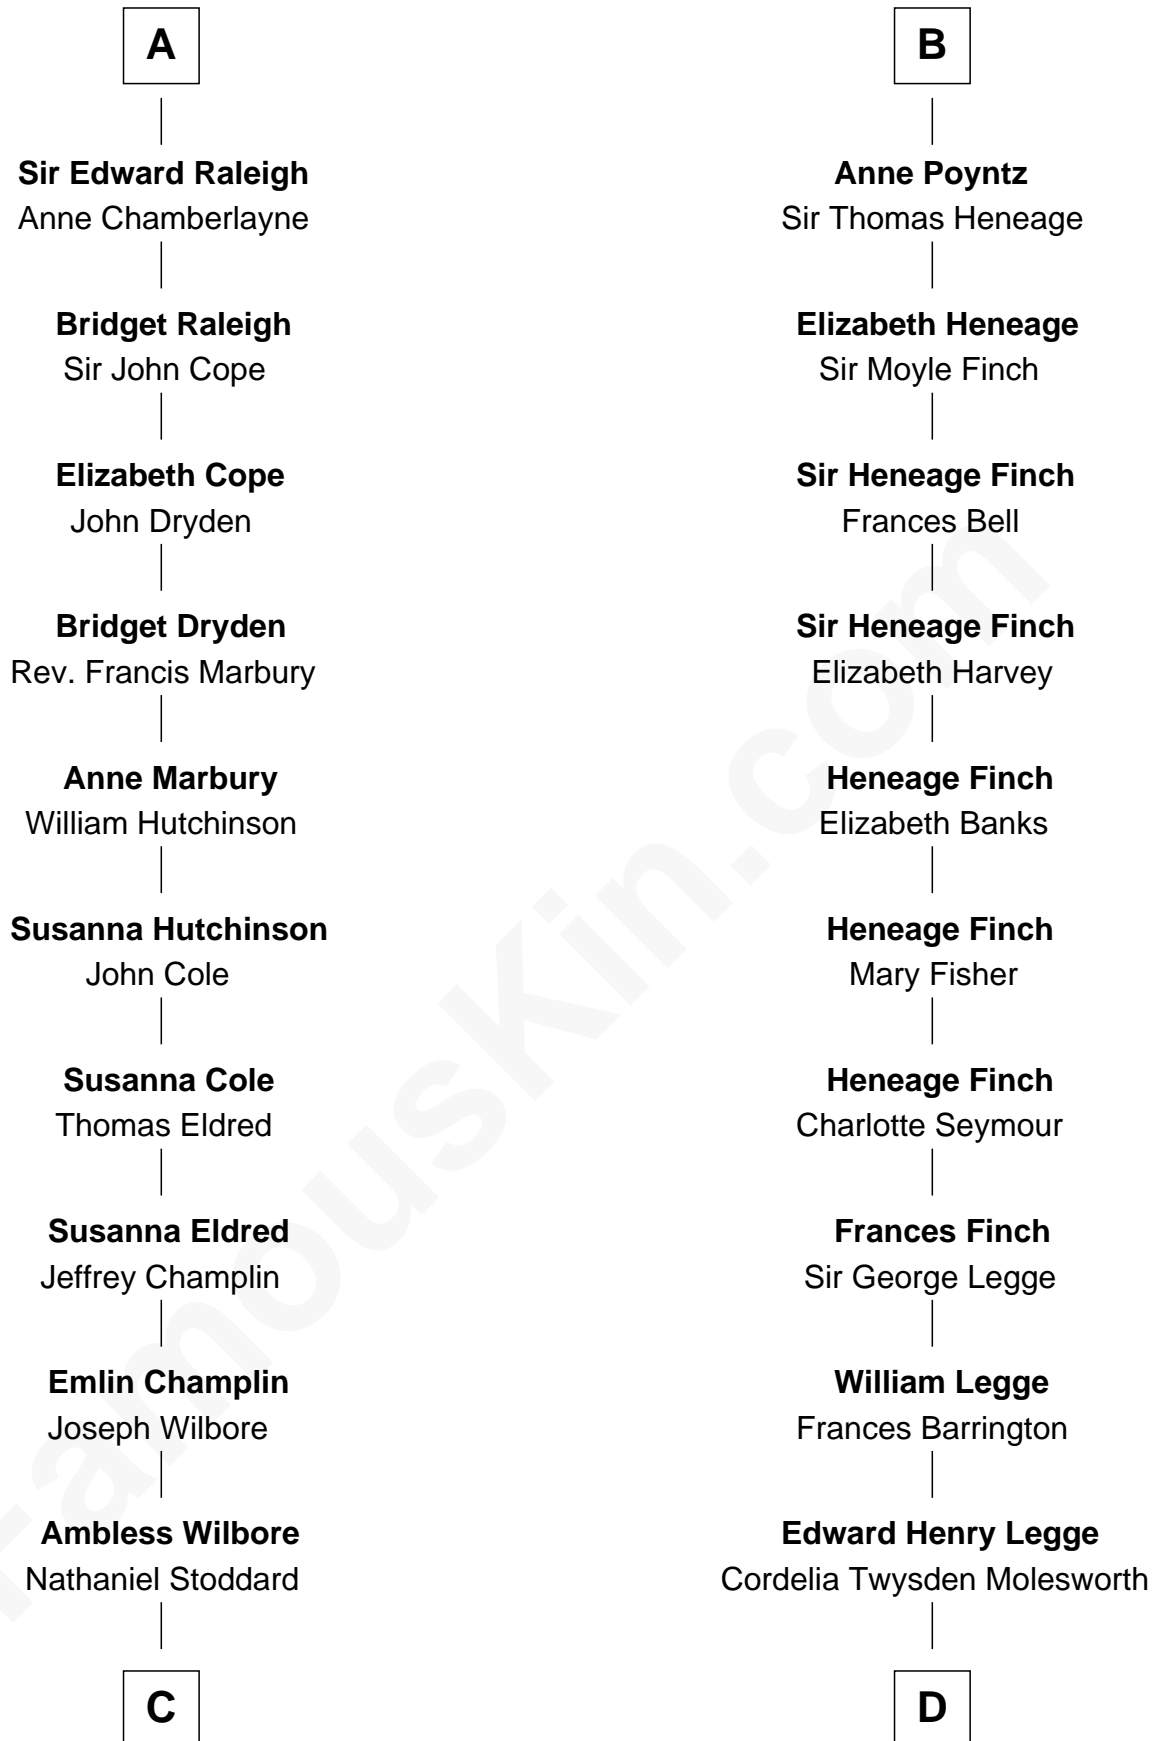 A
Sir Edward Raleigh
Anne Chamberlayne
Bridget Raleigh
Sir John Cope
Elizabeth Cope
John Dryden
Bridget Dryden
Rev. Francis Marbury
Anne Marbury
William Hutchinson
Susanna Hutchinson
John Cole
Susanna Cole
Thomas Eldred
Susanna Eldred
Jeffrey Champlin
Emlin Champlin
Joseph Wilbore
Ambless Wilbore
Nathaniel Stoddard
C
B
Anne Poyntz
Sir Thomas Heneage
Elizabeth Heneage
Sir Moyle Finch
Sir Heneage Finch
Frances Bell
Sir Heneage Finch
Elizabeth Harvey
Heneage Finch
Elizabeth Banks
Heneage Finch
Mary Fisher
Heneage Finch
Charlotte Seymour
Frances Finch
Sir George Legge
William Legge
Frances Barrington
Edward Henry Legge
Cordelia Twysden Molesworth
D
FamousKin.com